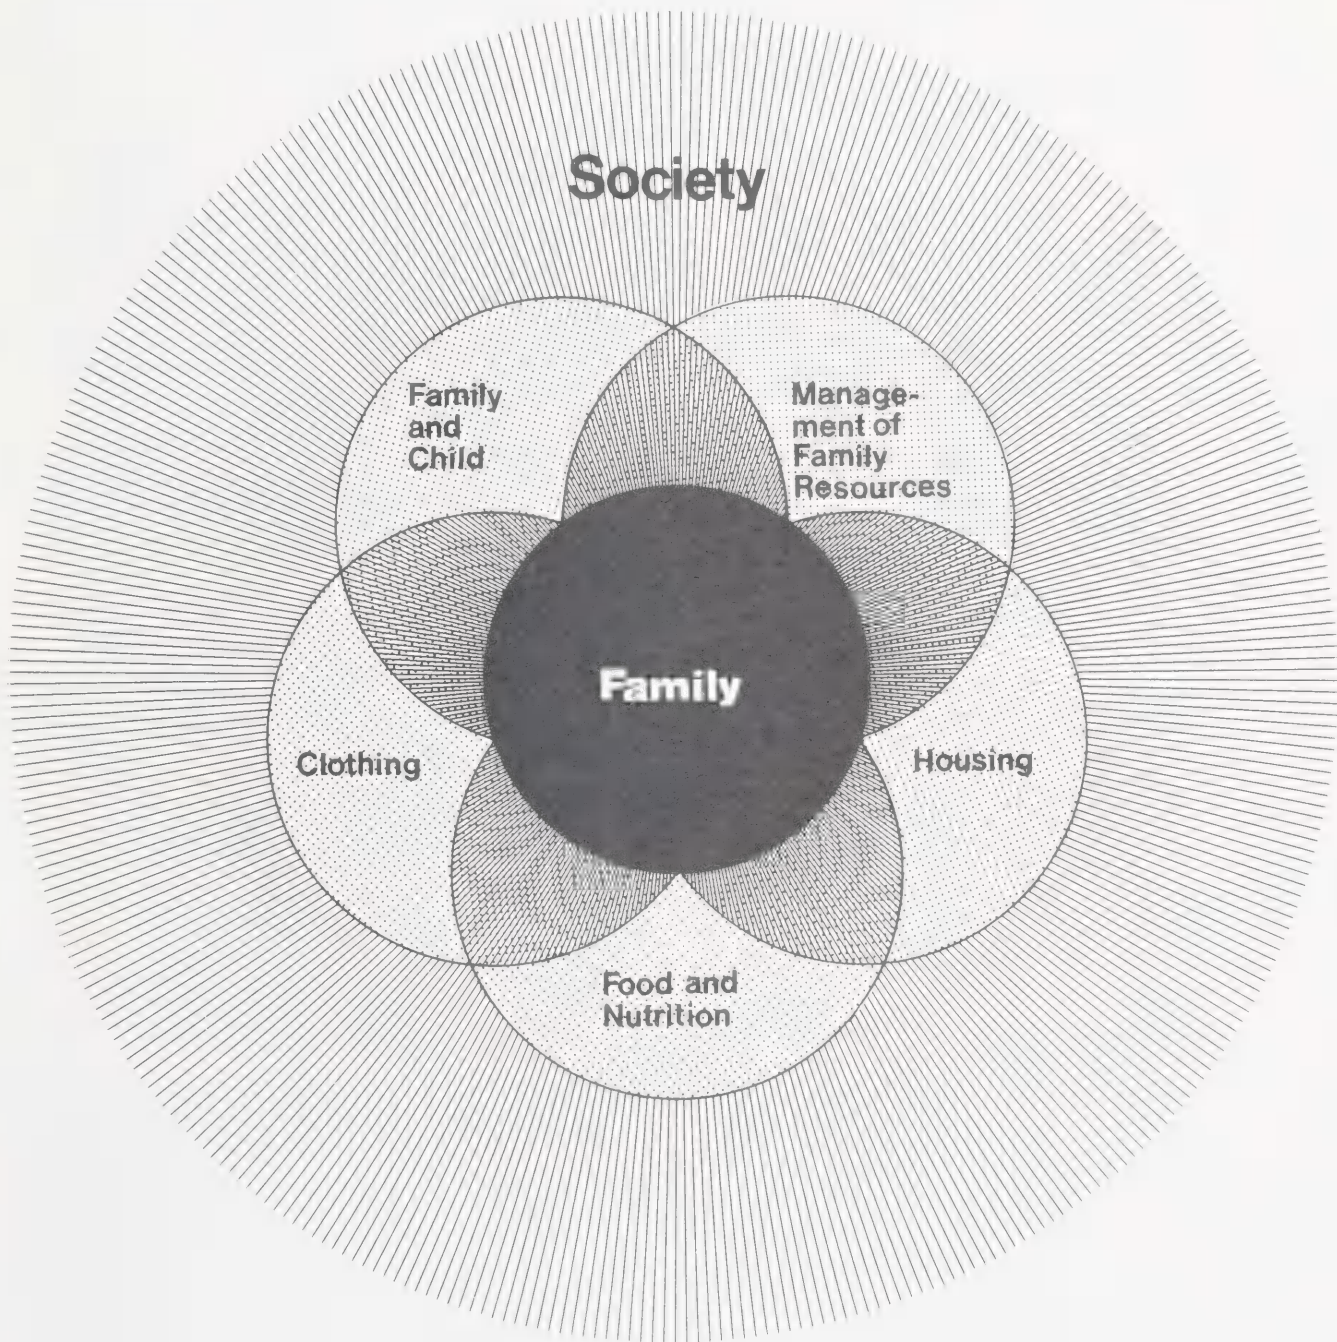 Society
Family
and
Child
Manage-
ment of
Family
Resources
Family
Clothing
Housing
Food and
Nutrition